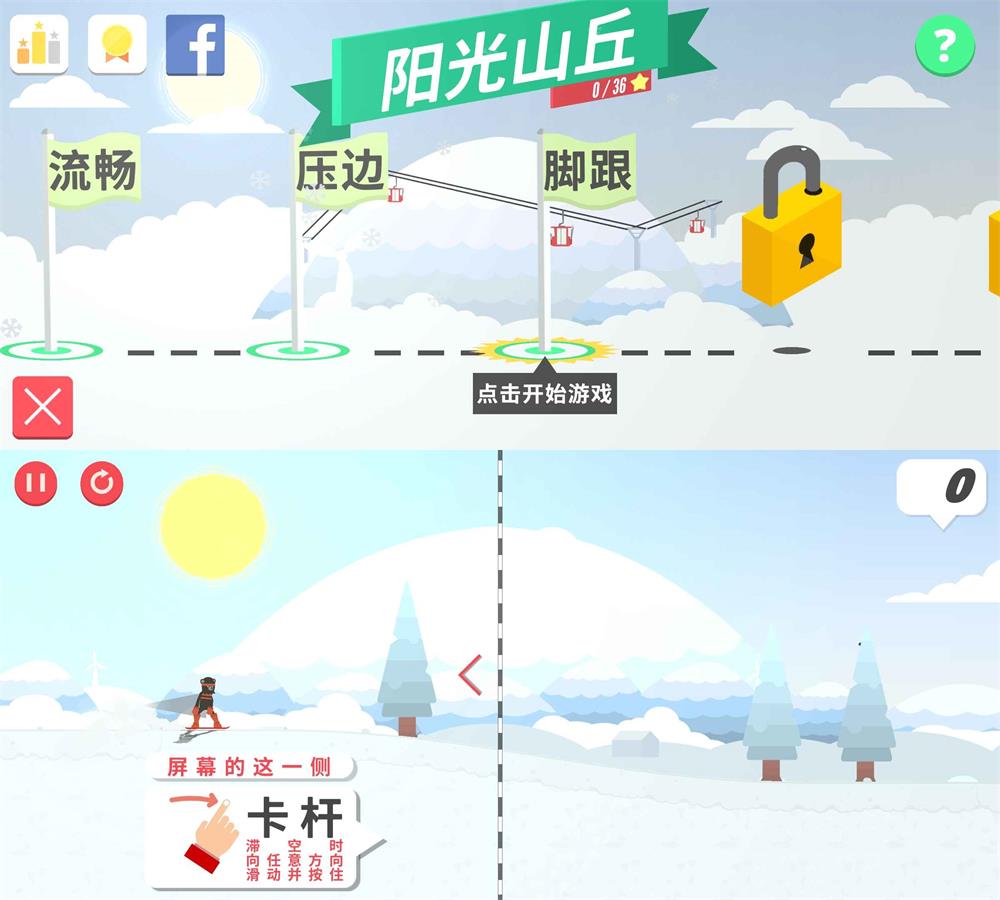 阳光山丘
0/36
?
流畅
压边
脚跟
点击开始游戏
0
屏幕的这一侧
卡杆
滞空时
向任意方向
滑动并按住